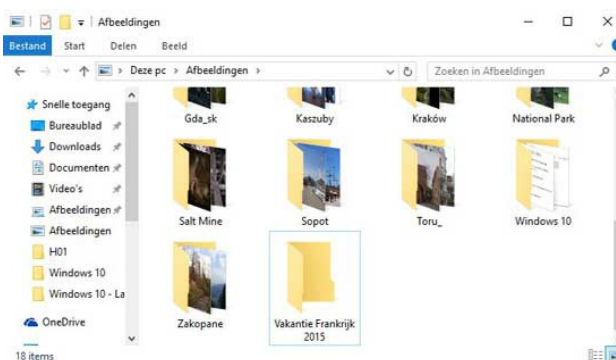 Afbeeldingen
Bestand Start Delen Beeld
Deze pc Afbeeldingen Zoeken in Afbeeldingen
Snelle toegang
Bureaublad
Downloads
Documenten
Video's
Afbeeldingen
Afbeeldingen
H01
Windows 10
Windows 10 - La
OneDrive
Gda_sk Kaszuby Kraków National Park
Salt Mine Sopot Toru_ Windows 10
Zakopane Vakantie Frankrijk
2015
18 items